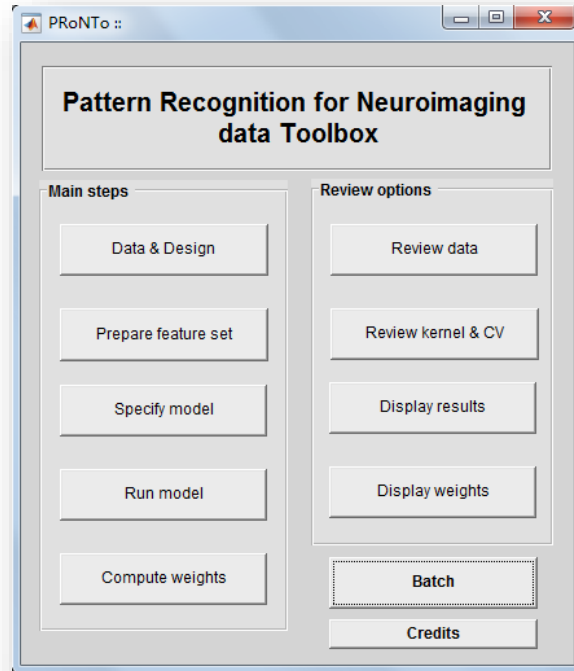 PRoNTo ::
Pattern Recognition for Neuroimaging
data Toolbox
Main steps
Data & Design
Prepare feature set
Specify model
Run model
Compute weights
Review options
Review data
Review kernel & CV
Display results
Display weights
Batch
Credits